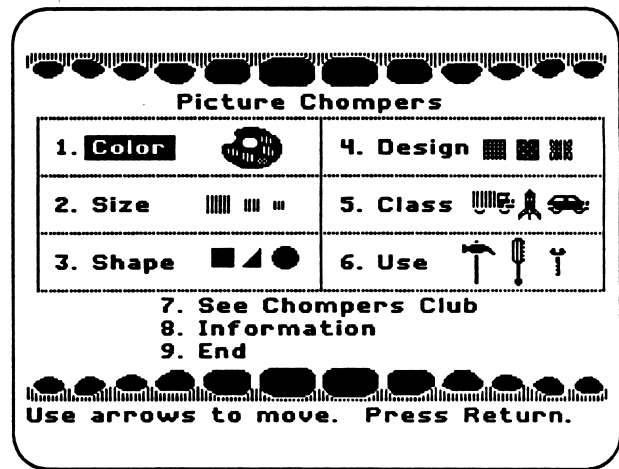 Picture Chompers
1. Color
4. Design
2. Size
5. Class
3. Shape
6. Use
7. See Chompers Club
8. Information
9. End
Use arrows to move. Press Return.